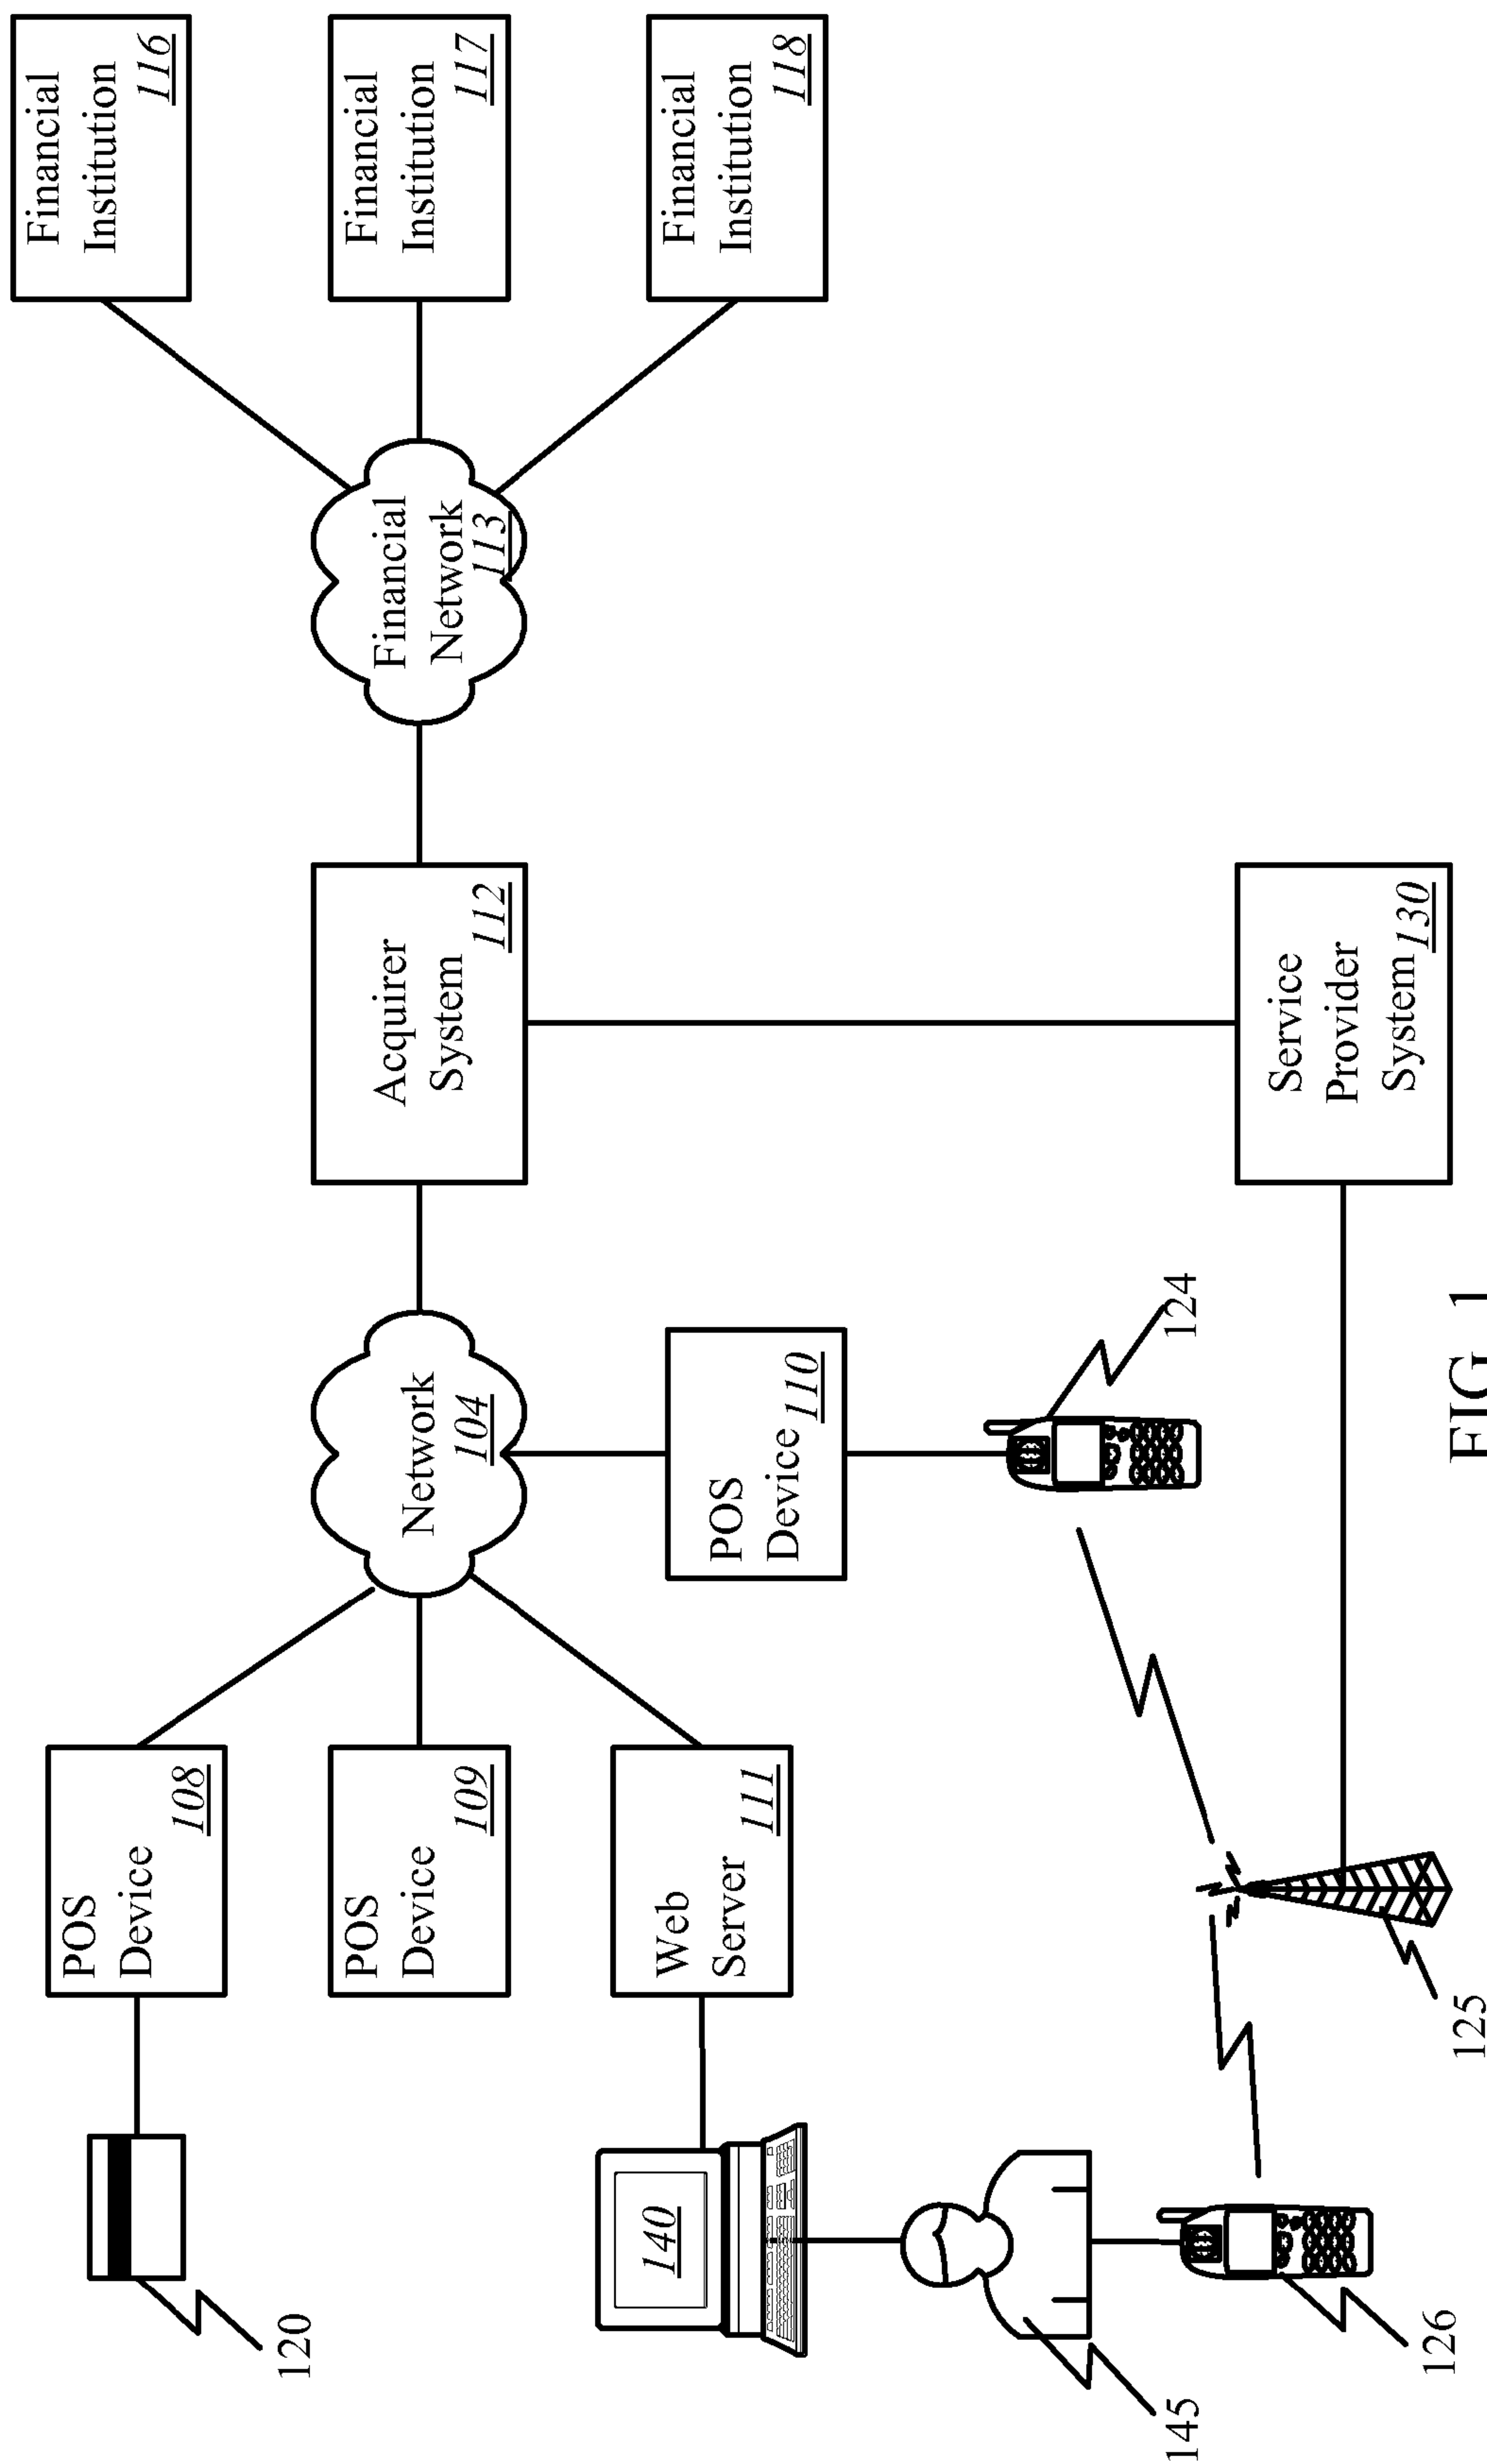 POS
Device
108
120
POS
Device
109
Web
Server
111
140
145
126
125
Network
104
POS
Device
110
124
Acquirer
System
112
Service
Provider
System 130
Financial
Network
113
Financial
Institution
116
Financial
Institution
117
Financial
Institution
118
FIG. 1